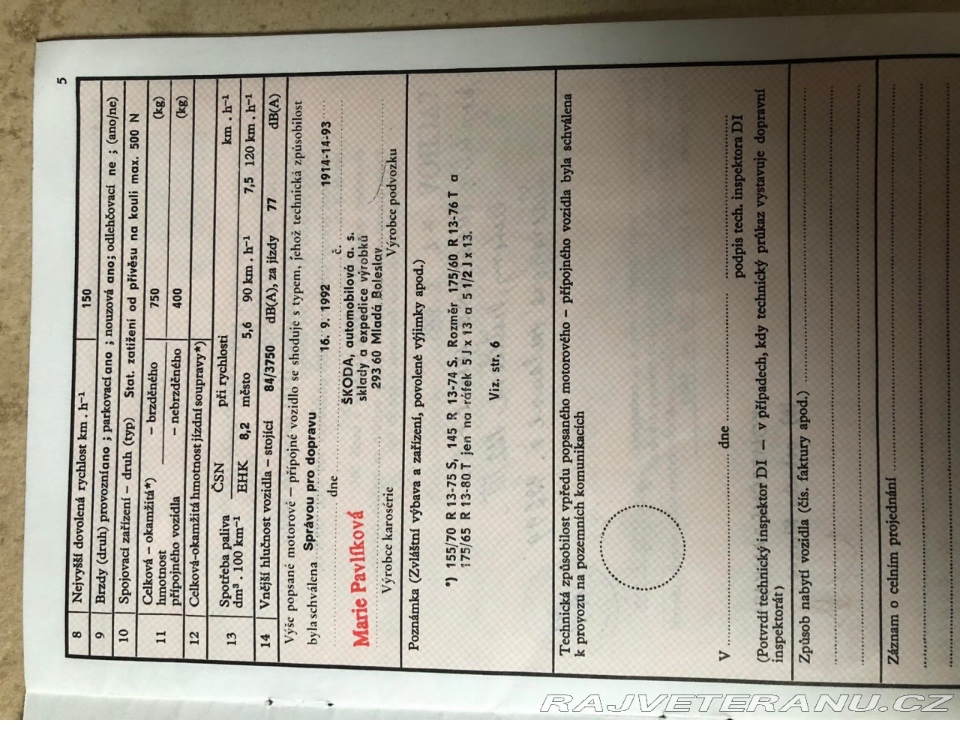 5
8 Nejvyšší dovolená rychlost km . h⁻¹ 150
9 Brzdy (druh) provozní ano ; parkovací ano ; nouzová ano; odlehčovací ne ; (ano/ne)
10 Spojovací zařízení – druh (typ) Stat. zatížení od přívěsu na kouli max. 500 N
11 Celková – okamžitá*) hmotnost přípojného vozidla – brzděného 750 (kg)
– nebrzděného 400 (kg)
12 Celková-okamžitá hmotnost jízdní soupravy*)
13 Spotřeba paliva dm³ . 100 km⁻¹ ČSN při rychlosti km . h⁻¹
EHK 8,2 město 5,6 90 km . h⁻¹ 7,5 120 km . h⁻¹
14 Vnější hlučnost vozidla – stojící 84/3750 dB(A), za jízdy 77 dB(A)
Výše popsané motorové – přípojné vozidlo se shoduje s typem, jehož technická způsobilost
byla schválena Správou pro dopravu
dne 16. 9. 1992 č. 1914-14-93
Marie Pavlíková
ŠKODA, automobilová a. s.
sklady a expedice výrobků
293 60 Mladá Boleslav
Výrobce karosérie Výrobce podvozku
Poznámka (Zvláštní výbava a zařízení, povolené výjimky apod.)
*) 155/70 R 13-75 S, 145 R 13-74 S. Rozměr 175/60 R 13-76 T a
175/65 R 13-80 T jen na ráfek 5 J x 13 a 5 1/2 J x 13.
Viz. str. 6
Technická způsobilost vpředu popsaného motorového – přípojného vozidla byla schválena
k provozu na pozemních komunikacích
V dne
podpis tech. inspektora DI
(Potvrdí technický inspektor DI – v případech, kdy technický průkaz vystavuje dopravní
inspektorát)
Způsob nabytí vozidla (čís. faktury apod.)
Záznam o celním projednání
RAJVETERANU.CZ